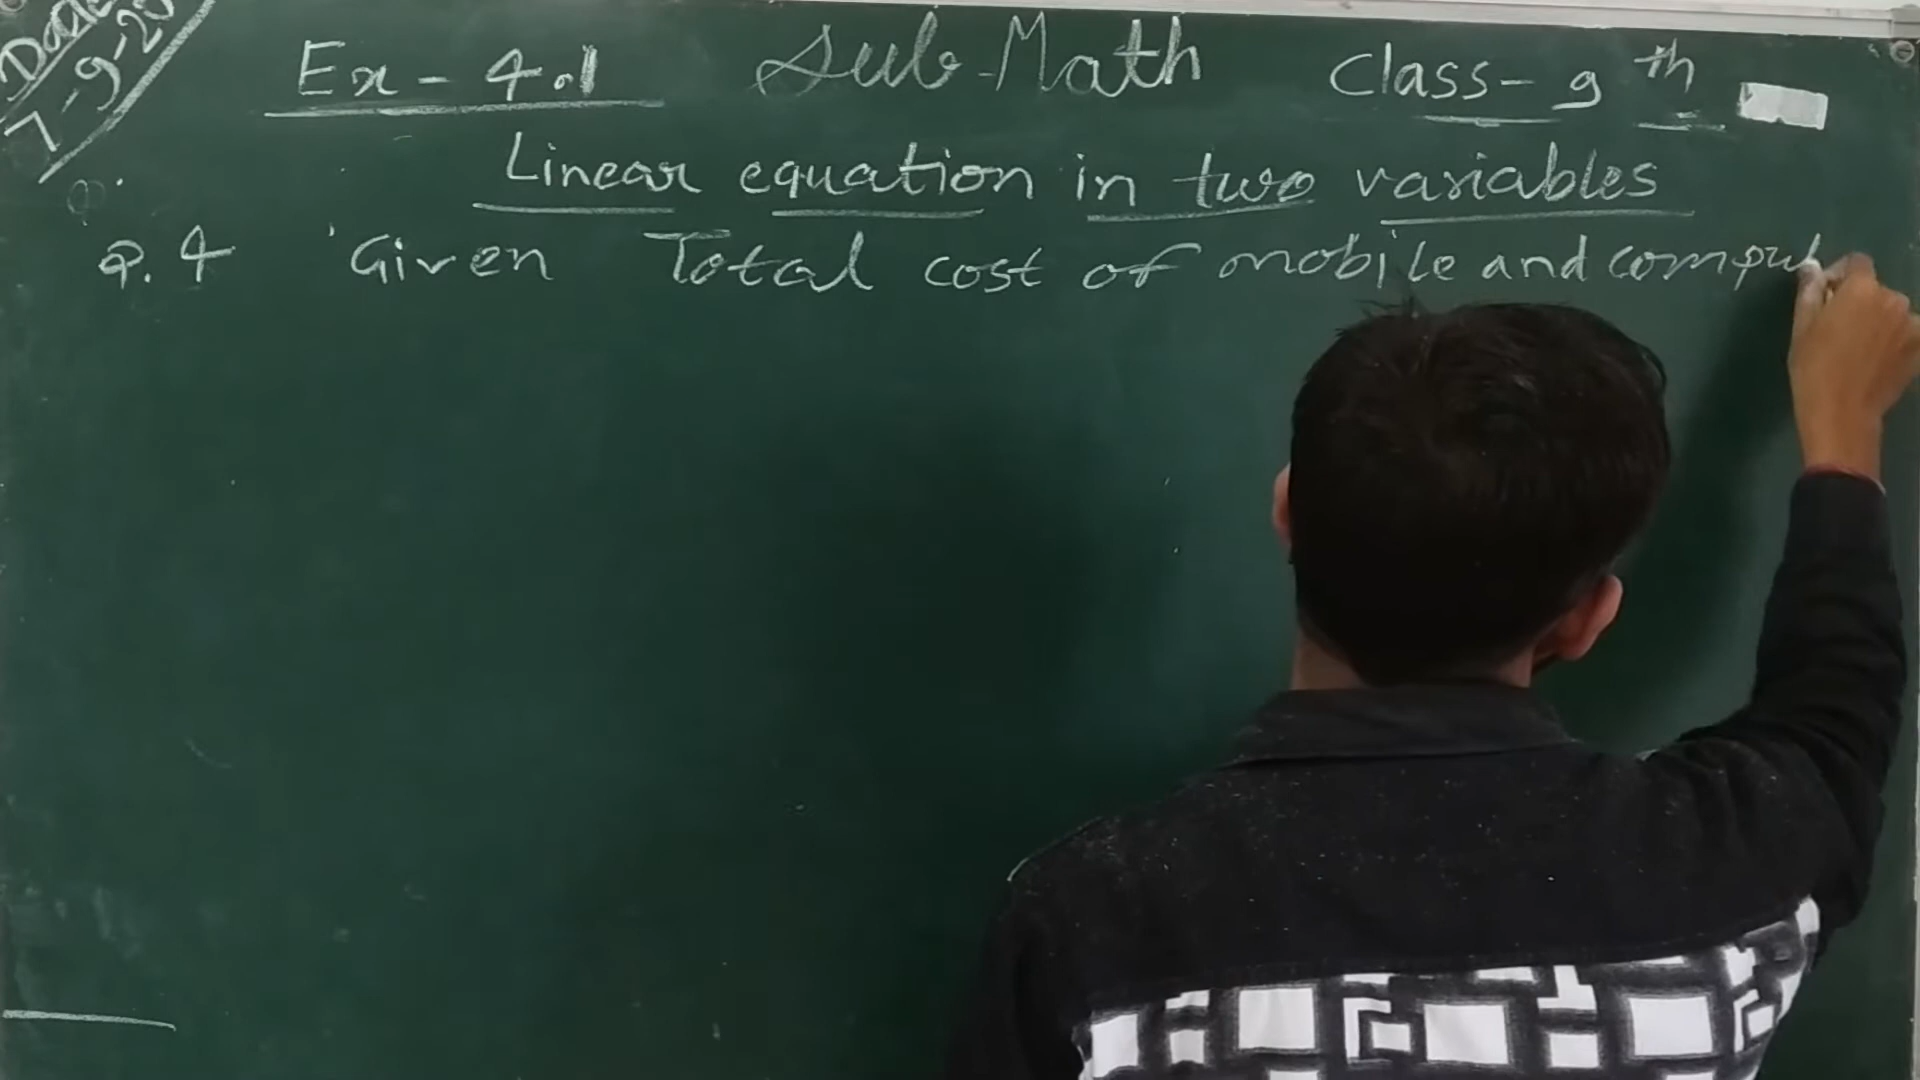 Date
7-9-20
Ex - 4.1 Sub-Math Class- 9th
Linear equation in two variables
Q. 4 Given Total cost of mobile and comput